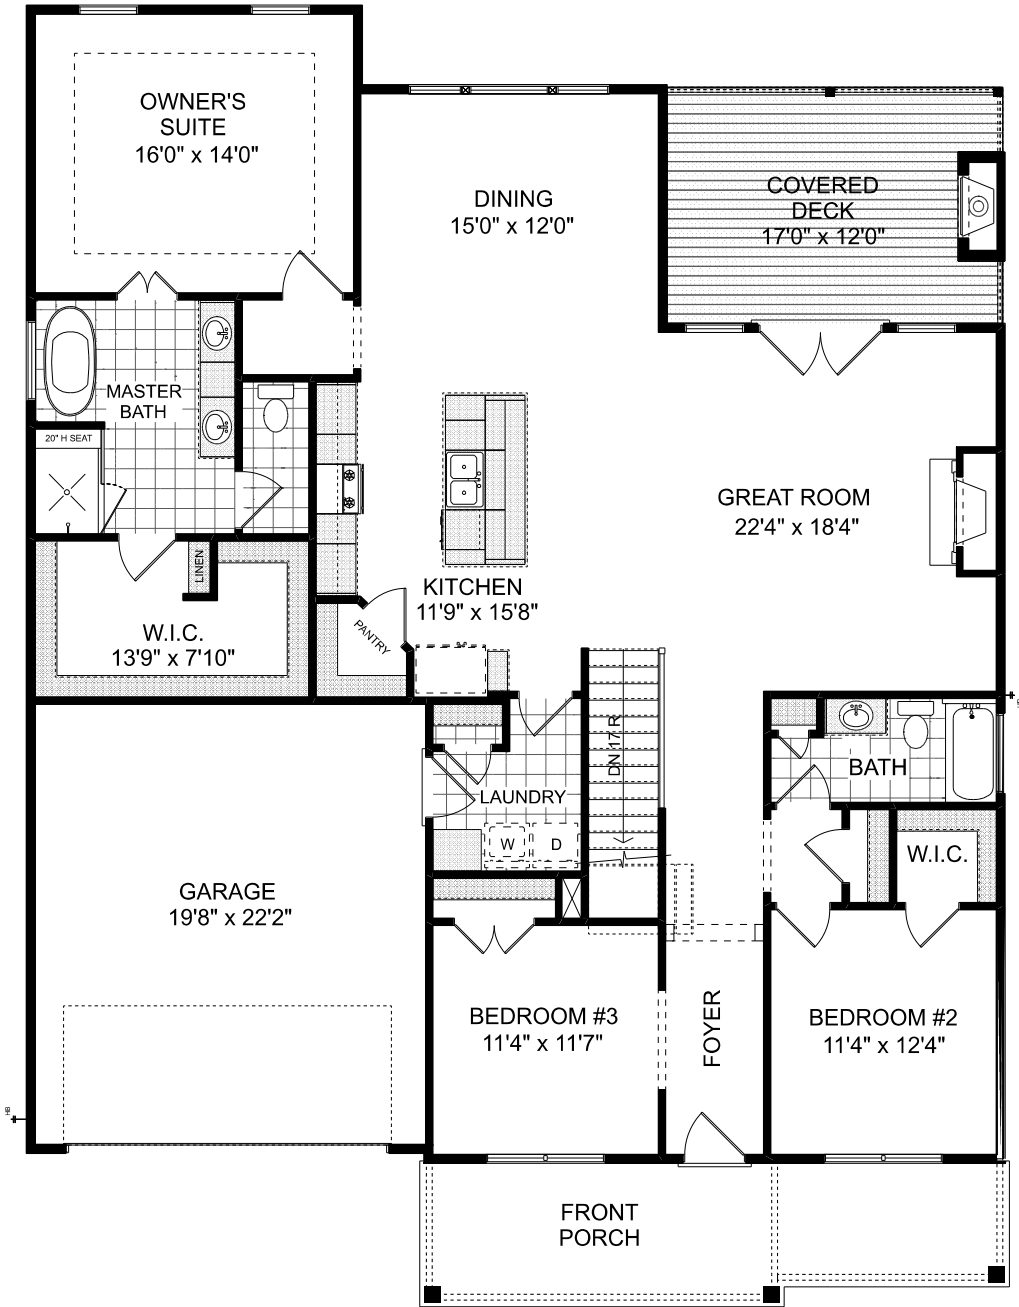 OWNER'S
SUITE
16'0" x 14'0"
DINING
15'0" x 12'0"
COVERED
DECK
17'0" x 12'0"
MASTER
BATH
20" H SEAT
GREAT ROOM
22'4" x 18'4"
KITCHEN
11'9" x 15'8"
LINEN
W.I.C.
13'9" x 7'10"
PANTRY
DN 17 R
BATH
LAUNDRY
W
D
W.I.C.
GARAGE
19'8" x 22'2"
BEDROOM #3
11'4" x 11'7"
FOYER
BEDROOM #2
11'4" x 12'4"
HB
FRONT
PORCH